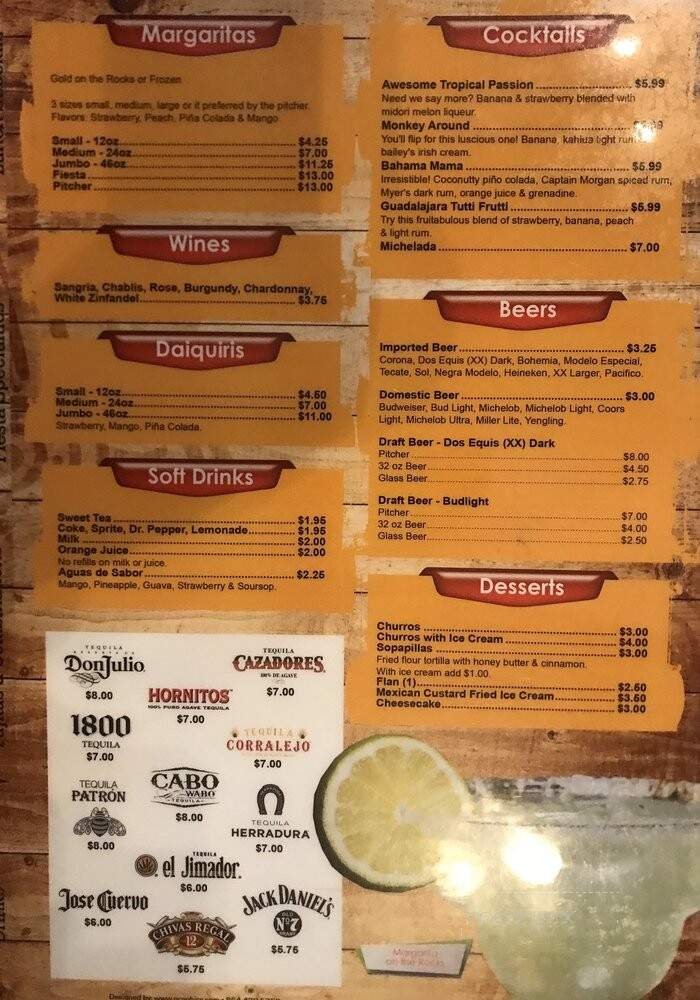 Margaritas
Gold on the Rocks or Frozen
3 sizes small, medium, large or it preferred by the pitcher.
Flavors: Strawberry, Peach, Piña Colada & Mango
Small - 12oz $4.25
Medium - 24oz $7.00
Jumbo - 46oz $11.25
Fiesta $13.00
Pitcher $13.00
Wines
Sangria, Chablis, Rose, Burgundy, Chardonnay,
White Zinfandel $3.75
Daiquiris
Small - 12oz $4.50
Medium - 24oz $7.00
Jumbo - 46oz $11.00
Strawberry, Mango, Piña Colada.
Soft Drinks
Sweet Tea $1.95
Coke, Sprite, Dr. Pepper, Lemonade $1.95
Milk $2.00
Orange Juice $2.00
No refills on milk or juice.
Aguas de Sabor $2.25
Mango, Pineapple, Guava, Strawberry & Soursop.
Cocktails
Awesome Tropical Passion $5.99
Need we say more? Banana & strawberry blended with
midori melon liqueur.
Monkey Around
You'll flip for this luscious one! Banana, kahlua light rum
bailey's irish cream.
Bahama Mama $5.99
Irresistible! Coconutty piño colada, Captain Morgan spiced rum,
Myer's dark rum, orange juice & grenadine.
Guadalajara Tutti Frutti $5.99
Try this fruitabulous blend of strawberry, banana, peach
& light rum.
Michelada $7.00
Beers
Imported Beer $3.25
Corona, Dos Equis (XX) Dark, Bohemia, Modelo Especial,
Tecate, Sol, Negra Modelo, Heineken, XX Larger, Pacifico.
Domestic Beer $3.00
Budweiser, Bud Light, Michelob, Michelob Light, Coors
Light, Michelob Ultra, Miller Lite, Yengling.
Draft Beer - Dos Equis (XX) Dark
Pitcher $8.00
32 oz Beer $4.50
Glass Beer $2.75
Draft Beer - Budlight
Pitcher $7.00
32 oz Beer $4.00
Glass Beer $2.50
Desserts
Churros $3.00
Churros with Ice Cream $4.00
Sopapillas $3.00
Fried flour tortilla with honey butter & cinnamon.
With ice cream add $1.00.
Flan (1) $2.50
Mexican Custard Fried Ice Cream $3.50
Cheesecake $3.00
TEQUILA
Don Julio
$8.00
TEQUILA
CAZADORES
100% DE AGAVE
$7.00
HORNITOS
100% PURO AGAVE TEQUILA
$7.00
1800
TEQUILA
$7.00
TEQUILA
CORRALEJO
$7.00
TEQUILA
PATRÓN
$8.00
CABO
WABO
TEQUILA
$8.00
TEQUILA
HERRADURA
$7.00
TEQUILA
el Jimador.
$6.00
Jose Cuervo
$6.00
CHIVAS REGAL
12
$5.75
JACK DANIEL'S
OLD
No. 7
BRAND
$5.75
Margarita
on the Rocks